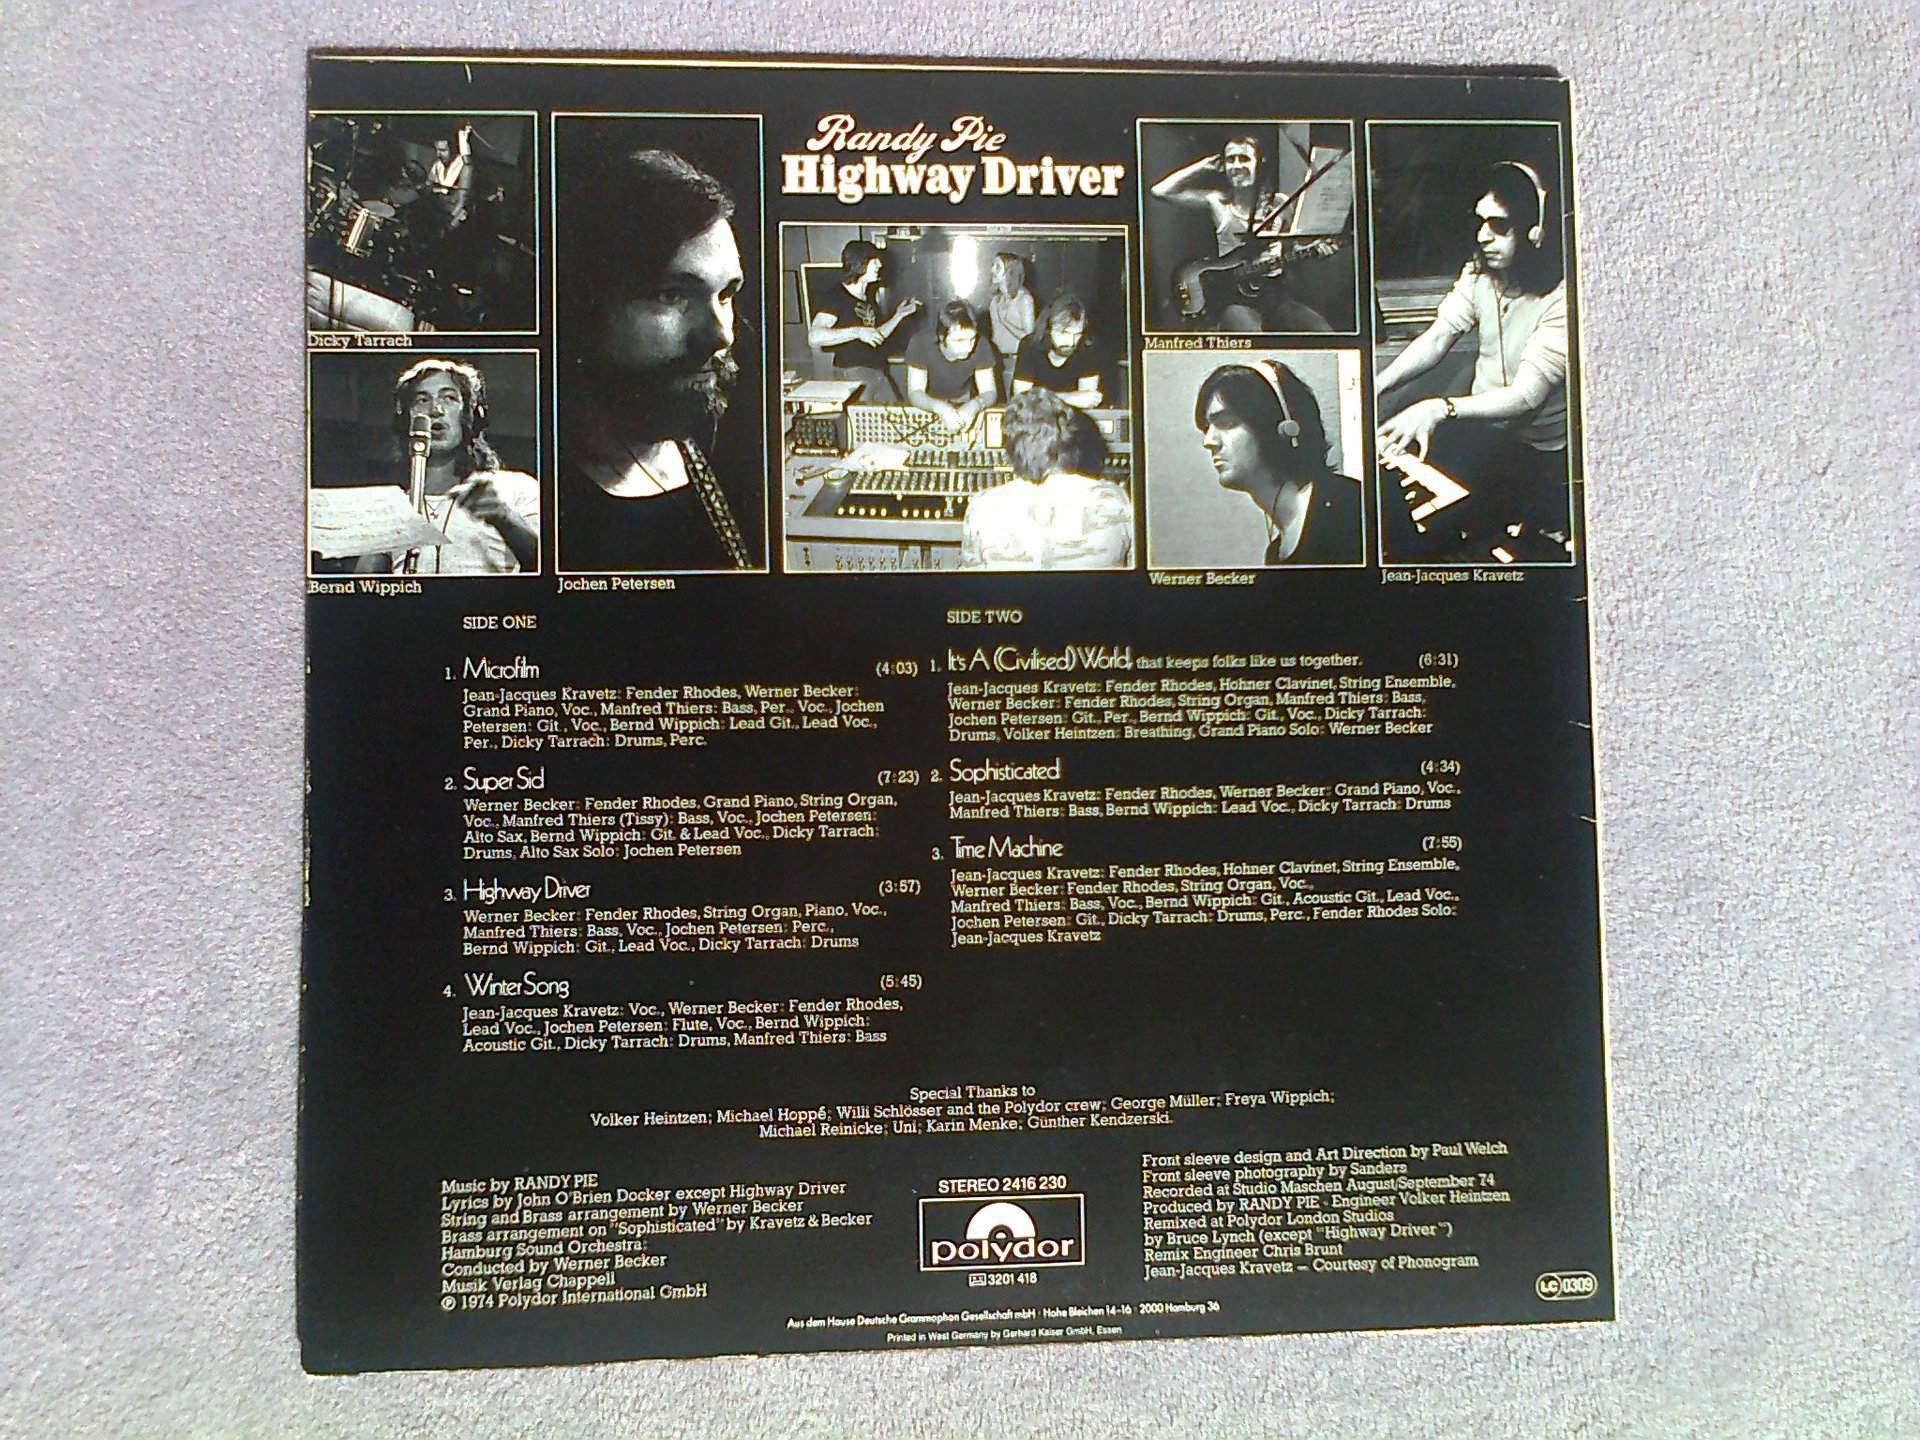 Randy Pie
Highway Driver
Dicky Tarrach
Bernd Wippich
Jochen Petersen
Manfred Thiers
Werner Becker
Jean-Jacques Kravetz
SIDE ONE
1. Microfilm (4:03)
Jean-Jacques Kravetz: Fender Rhodes, Werner Becker:
Grand Piano, Voc., Manfred Thiers: Bass, Per., Voc., Jochen
Petersen: Git., Voc., Bernd Wippich: Lead Git., Lead Voc.,
Per., Dicky Tarrach: Drums, Perc.
2. Super Sid (7:23)
Werner Becker: Fender Rhodes, Grand Piano, String Organ,
Voc., Manfred Thiers (Tissy): Bass, Voc., Jochen Petersen:
Alto Sax, Bernd Wippich: Git. & Lead Voc., Dicky Tarrach:
Drums, Alto Sax Solo: Jochen Petersen
3. Highway Driver (3:57)
Werner Becker: Fender Rhodes, String Organ, Piano, Voc.,
Manfred Thiers: Bass, Voc., Jochen Petersen: Perc.,
Bernd Wippich: Git., Lead Voc., Dicky Tarrach: Drums
4. Winter Song (5:45)
Jean-Jacques Kravetz: Voc., Werner Becker: Fender Rhodes,
Lead Voc., Jochen Petersen: Flute, Voc., Bernd Wippich:
Acoustic Git., Dicky Tarrach: Drums, Manfred Thiers: Bass
SIDE TWO
1. It's A (Civilised) World, that keeps folks like us together. (6:31)
Jean-Jacques Kravetz: Fender Rhodes, Hohner Clavinet, String Ensemble,
Werner Becker: Fender Rhodes, String Organ, Manfred Thiers: Bass,
Jochen Petersen: Git., Per., Bernd Wippich: Git., Voc., Dicky Tarrach:
Drums, Volker Heintzen: Breathing, Grand Piano Solo: Werner Becker
2. Sophisticated (4:34)
Jean-Jacques Kravetz: Fender Rhodes, Werner Becker: Grand Piano, Voc.,
Manfred Thiers: Bass, Bernd Wippich: Lead Voc., Dicky Tarrach: Drums
3. Time Machine (7:55)
Jean-Jacques Kravetz: Fender Rhodes, Hohner Clavinet, String Ensemble,
Werner Becker: Fender Rhodes, String Organ, Voc.,
Manfred Thiers: Bass, Voc., Bernd Wippich: Git., Acoustic Git., Lead Voc.,
Jochen Petersen: Git., Dicky Tarrach: Drums, Perc., Fender Rhodes Solo:
Jean-Jacques Kravetz
Special Thanks to
Volker Heintzen; Michael Hoppé; Willi Schlösser and the Polydor crew; George Müller; Freya Wippich;
Michael Reinicke; Uni; Karin Menke; Günther Kendzerski.
Music by RANDY PIE
Lyrics by John O'Brien Docker except Highway Driver
String and Brass arrangement by Werner Becker
Brass arrangement on "Sophisticated" by Kravetz & Becker
Hamburg Sound Orchestra:
Conducted by Werner Becker
Musik Verlag Chappell
℗ 1974 Polydor International GmbH
STEREO 2416 230
polydor
3201 418
Front sleeve design and Art Direction by Paul Welch
Front sleeve photography by Sanders
Recorded at Studio Maschen August/September 74
Produced by RANDY PIE · Engineer Volker Heintzen
Remixed at Polydor London Studios
by Bruce Lynch (except "Highway Driver")
Remix Engineer Chris Brunt
Jean-Jacques Kravetz – Courtesy of Phonogram
LC 0309
Aus dem Hause Deutsche Grammophon Gesellschaft mbH · Hohe Bleichen 14-16 · 2000 Hamburg 36
Printed in West Germany by Gerhard Kaiser GmbH, Essen